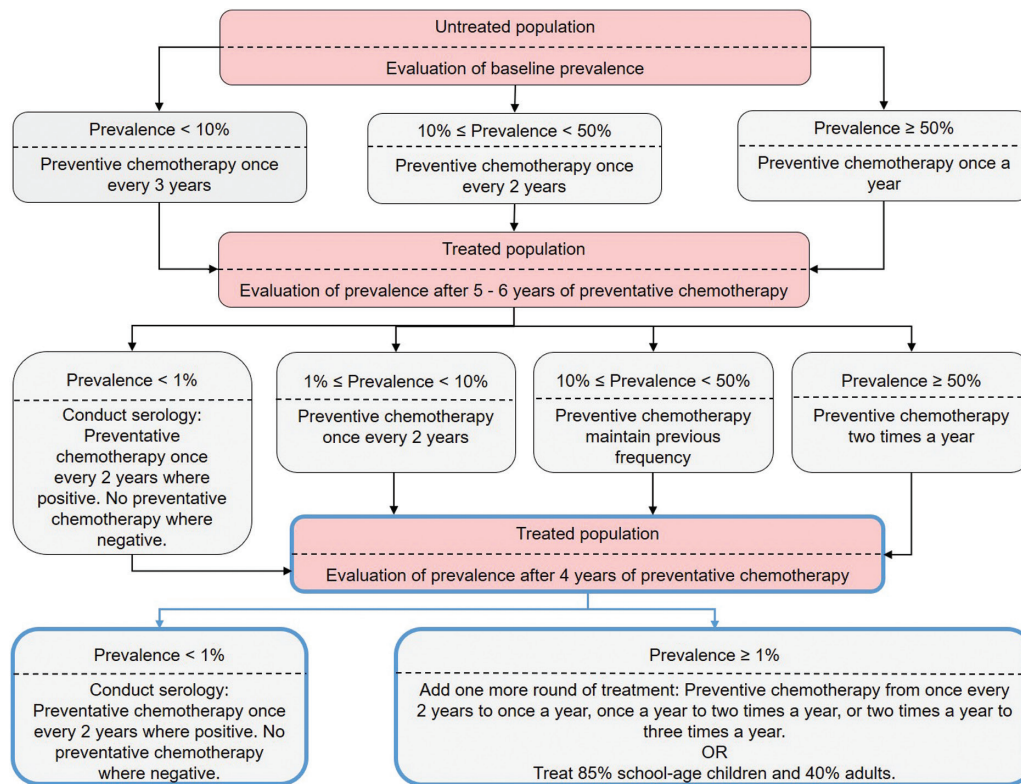 Untreated population
Evaluation of baseline prevalence
Prevalence < 10%
Preventive chemotherapy once
every 3 years
10% ≤ Prevalence < 50%
Preventive chemotherapy once
every 2 years
Prevalence ≥ 50%
Preventive chemotherapy once a
year
Treated population
Evaluation of prevalence after 5 - 6 years of preventative chemotherapy
Prevalence < 1%
Conduct serology:
Preventative
chemotherapy once
every 2 years where
positive. No preventative
chemotherapy where
negative.
1% ≤ Prevalence < 10%
Preventive chemotherapy
once every 2 years
10% ≤ Prevalence < 50%
Preventive chemotherapy
maintain previous
frequency
Prevalence ≥ 50%
Preventive chemotherapy
two times a year
Treated population
Evaluation of prevalence after 4 years of preventative chemotherapy
Prevalence < 1%
Conduct serology:
Preventative chemotherapy once
every 2 years where positive. No
preventative chemotherapy
where negative.
Prevalence ≥ 1%
Add one more round of treatment: Preventive chemotherapy from once every
2 years to once a year, once a year to two times a year, or two times a year to
three times a year.
OR
Treat 85% school-age children and 40% adults.